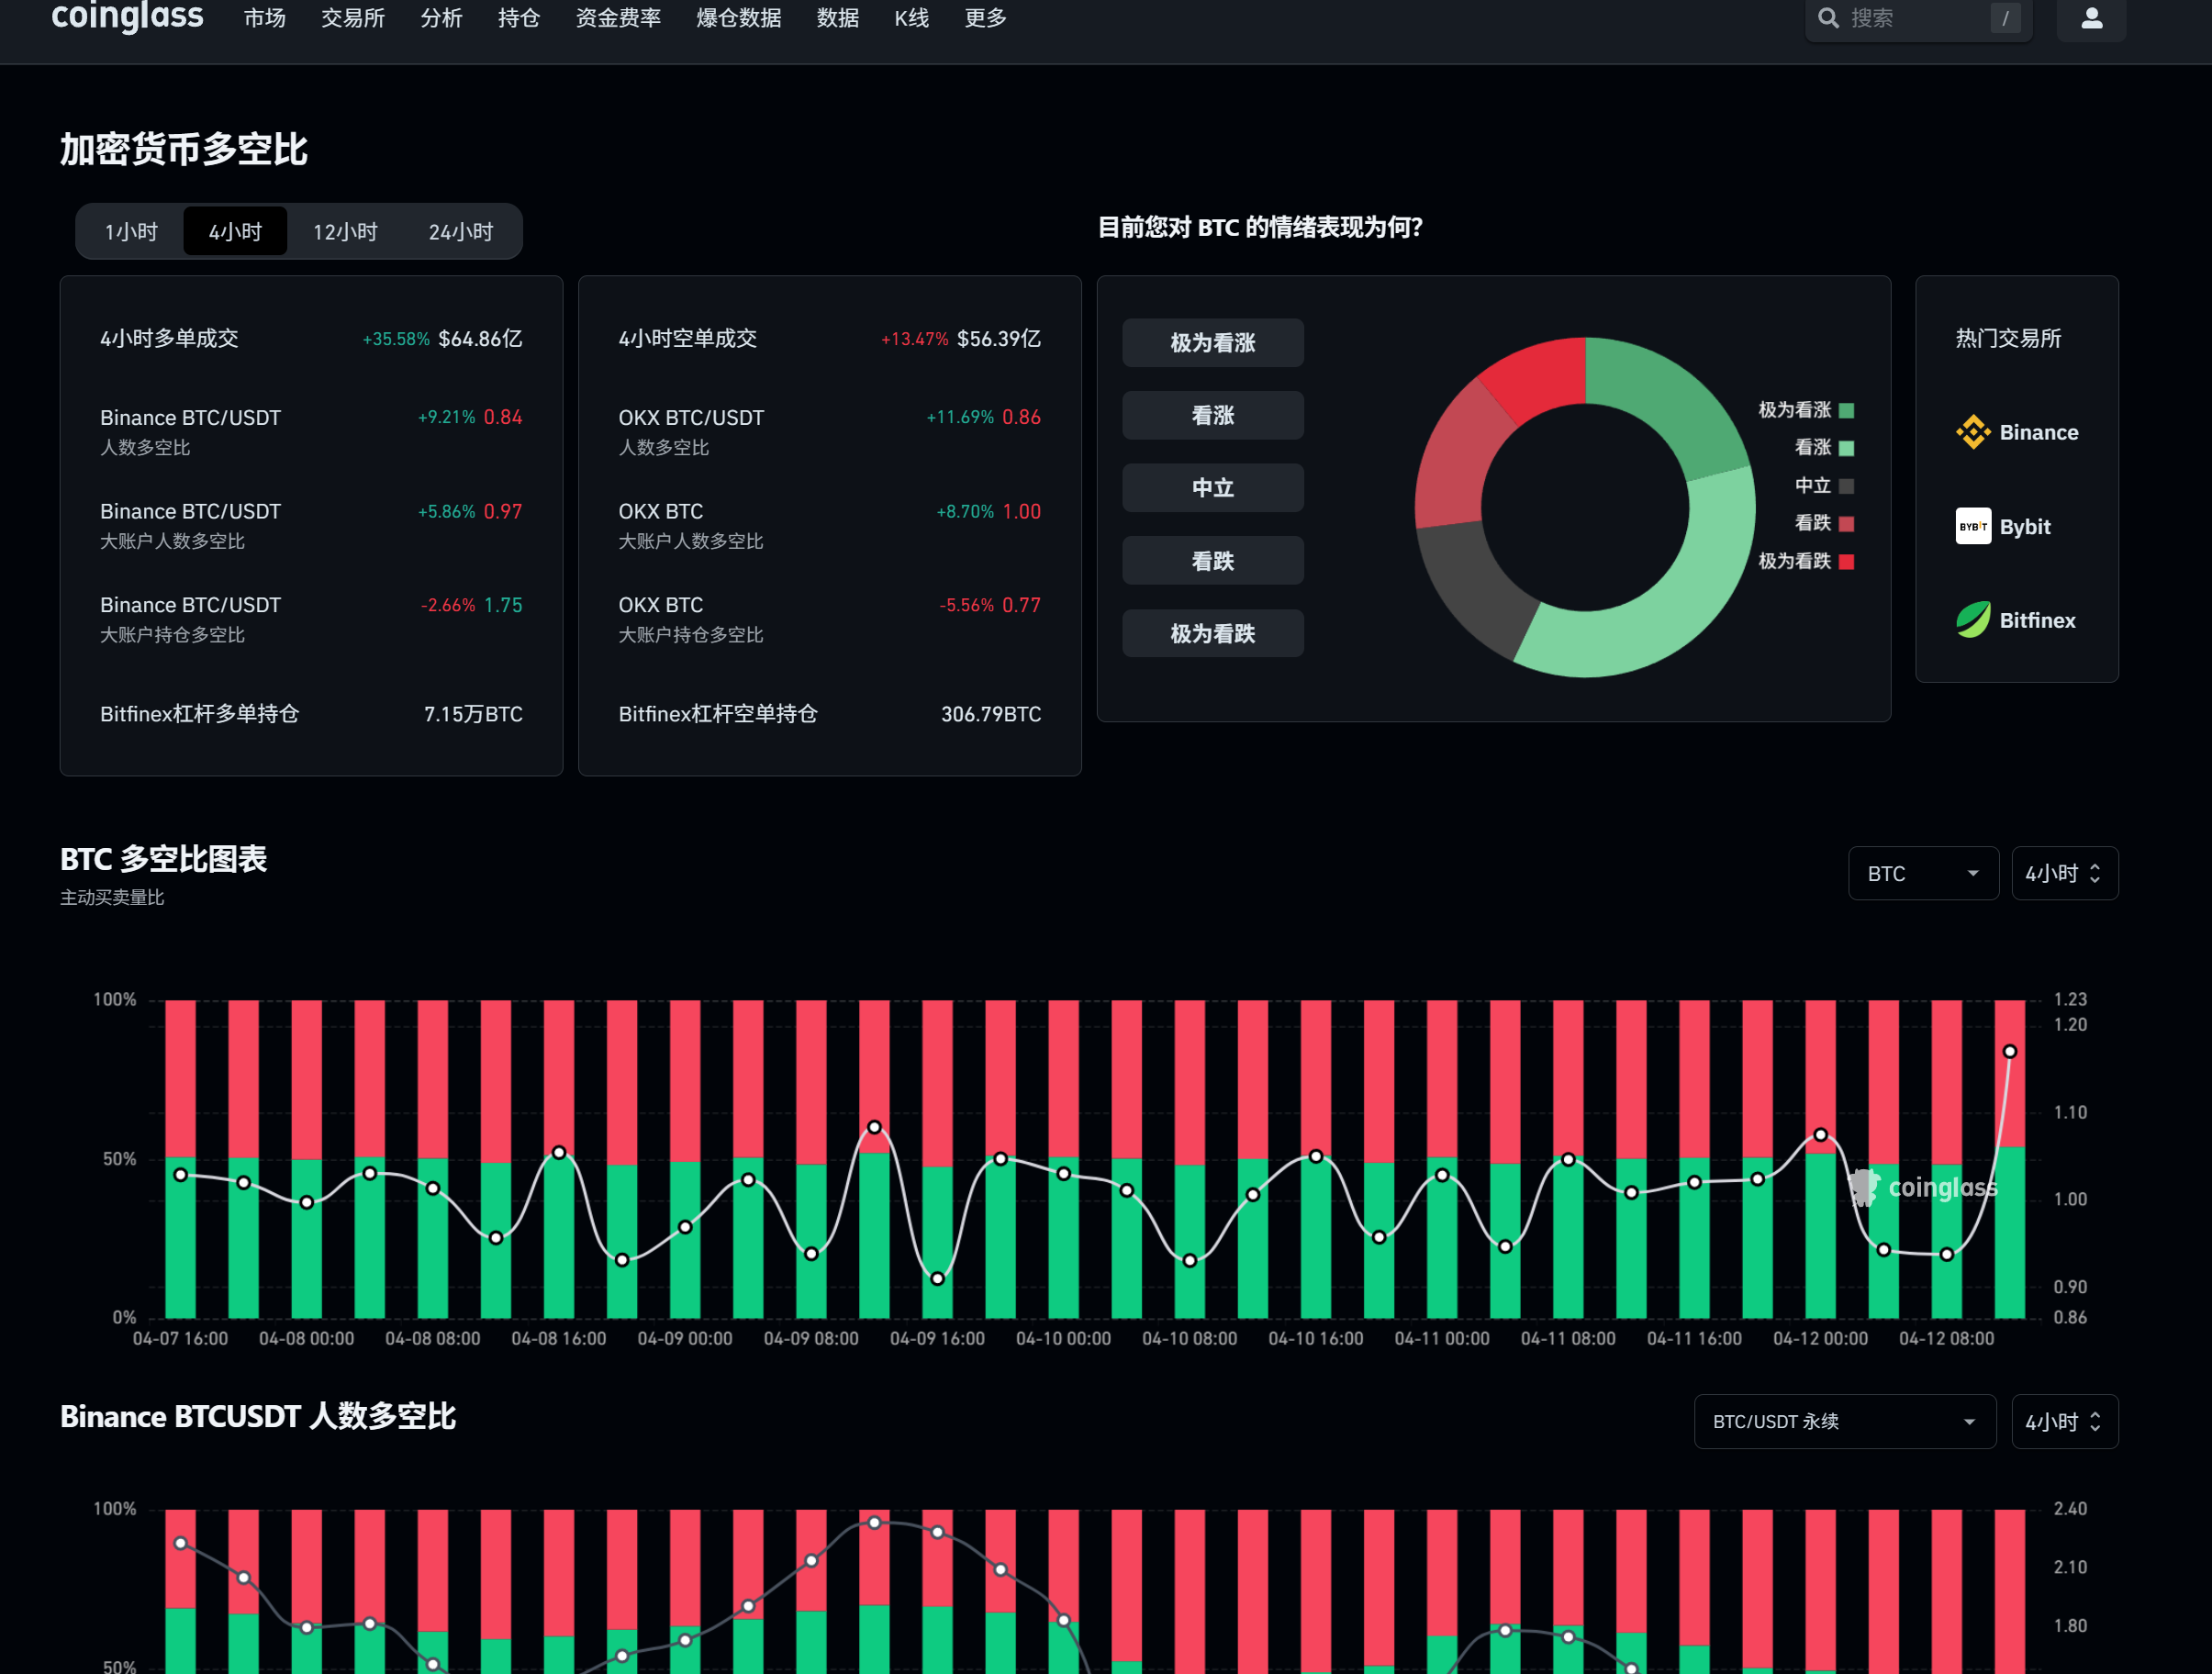 coinglass 市场 交易所 分析 持仓 资金费率 爆仓数据 数据 K线 更多 搜索 /
加密货币多空比
1小时 4小时 12小时 24小时
目前您对 BTC 的情绪表现为何?
4小时多单成交 +35.58% $64.86亿
Binance BTC/USDT +9.21% 0.84
人数多空比
Binance BTC/USDT +5.86% 0.97
大账户人数多空比
Binance BTC/USDT -2.66% 1.75
大账户持仓多空比
Bitfinex杠杆多单持仓 7.15万BTC
4小时空单成交 +13.47% $56.39亿
OKX BTC/USDT +11.69% 0.86
人数多空比
OKX BTC +8.70% 1.00
大账户人数多空比
OKX BTC -5.56% 0.77
大账户持仓多空比
Bitfinex杠杆空单持仓 306.79BTC
极为看涨
看涨
中立
看跌
极为看跌
极为看涨
看涨
中立
看跌
极为看跌
热门交易所
Binance
BYBIT Bybit
Bitfinex
BTC 多空比图表
主动买卖量比
BTC 4小时
100%
50%
0%
1.23
1.20
1.10
1.00
0.90
0.86
coinglass
04-07 16:00 04-08 00:00 04-08 08:00 04-08 16:00 04-09 00:00 04-09 08:00 04-09 16:00 04-10 00:00 04-10 08:00 04-10 16:00 04-11 00:00 04-11 08:00 04-11 16:00 04-12 00:00 04-12 08:00
Binance BTCUSDT 人数多空比
BTC/USDT 永续 4小时
100%
50%
2.40
2.10
1.80